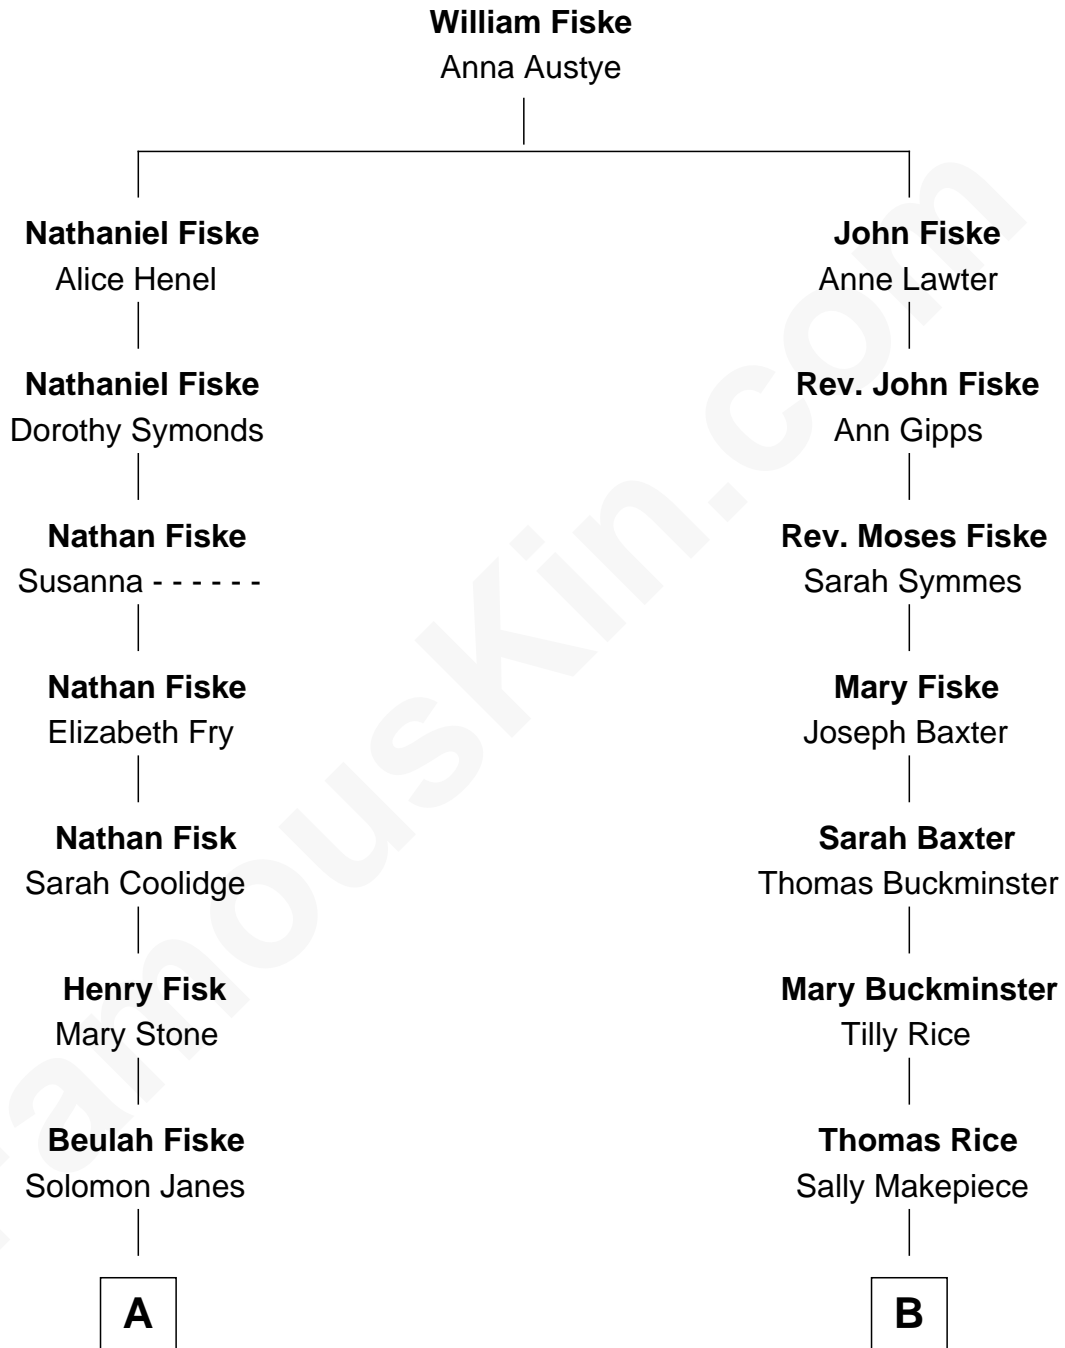 William Fiske
Anna Austye
Nathaniel Fiske
Alice Henel
John Fiske
Anne Lawter
Nathaniel Fiske
Dorothy Symonds
Rev. John Fiske
Ann Gipps
Nathan Fiske
Susanna - - - - - -
Rev. Moses Fiske
Sarah Symmes
Nathan Fiske
Elizabeth Fry
Mary Fiske
Joseph Baxter
Nathan Fisk
Sarah Coolidge
Sarah Baxter
Thomas Buckminster
Henry Fisk
Mary Stone
Mary Buckminster
Tilly Rice
Beulah Fiske
Solomon Janes
Thomas Rice
Sally Makepiece
A
B
FamousKin.com